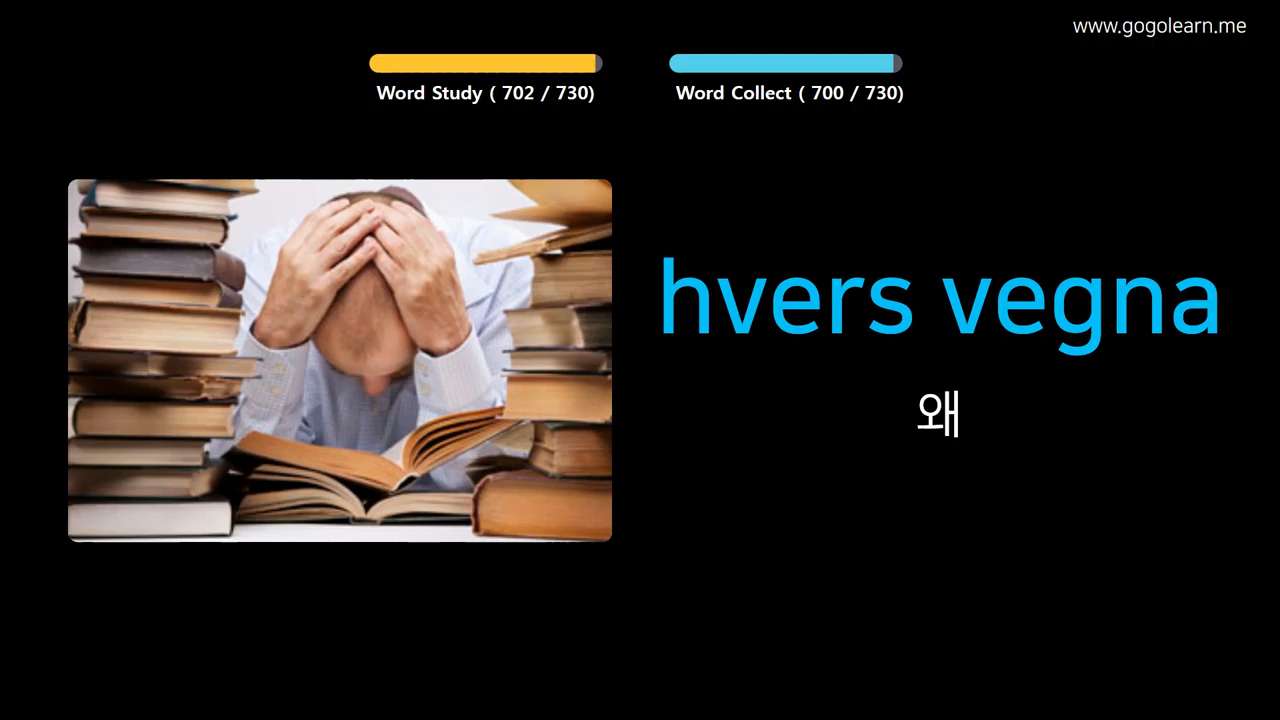 www.gogolearn.me
Word Study ( 702 / 730)
Word Collect ( 700 / 730)
hvers vegna
왜